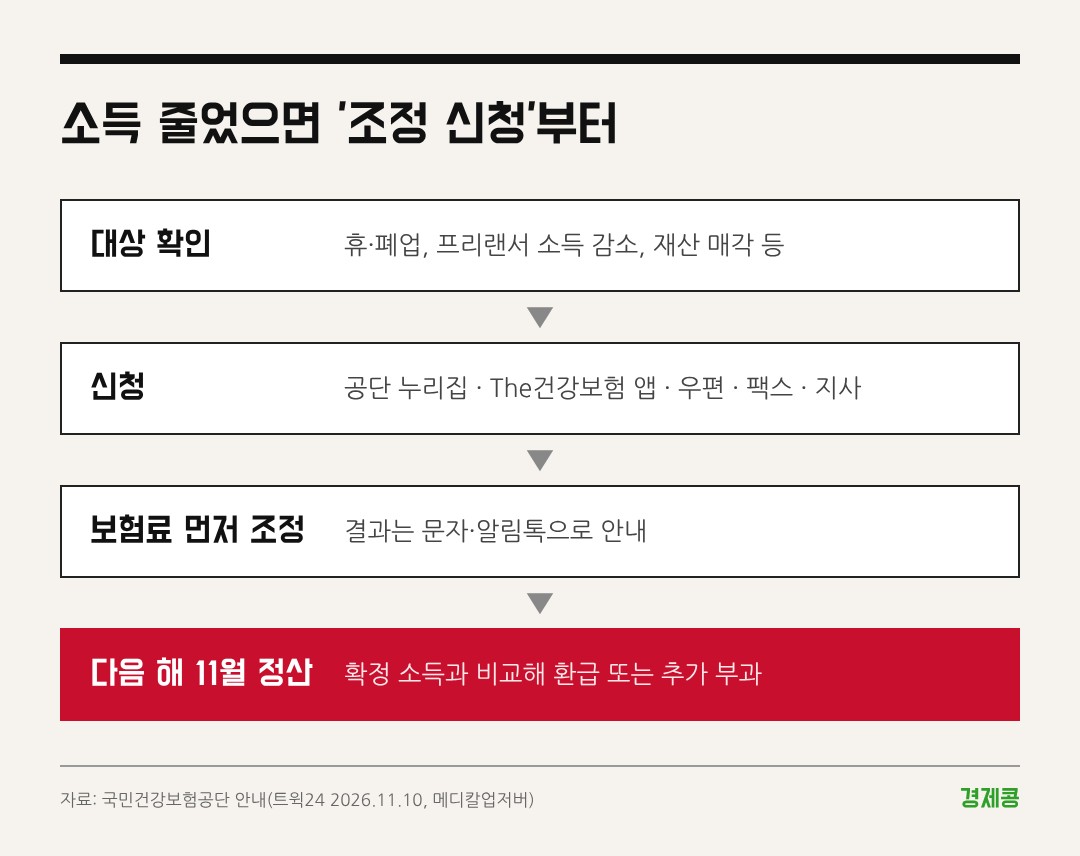 소득 줄었으면 '조정 신청'부터
대상 확인 휴·폐업, 프리랜서 소득 감소, 재산 매각 등
신청 공단 누리집 · The건강보험 앱 · 우편 · 팩스 · 지사
보험료 먼저 조정 결과는 문자·알림톡으로 안내
다음 해 11월 정산 확정 소득과 비교해 환급 또는 추가 부과
자료: 국민건강보험공단 안내(트윅24 2026.11.10, 메디칼업저버)
경제콩